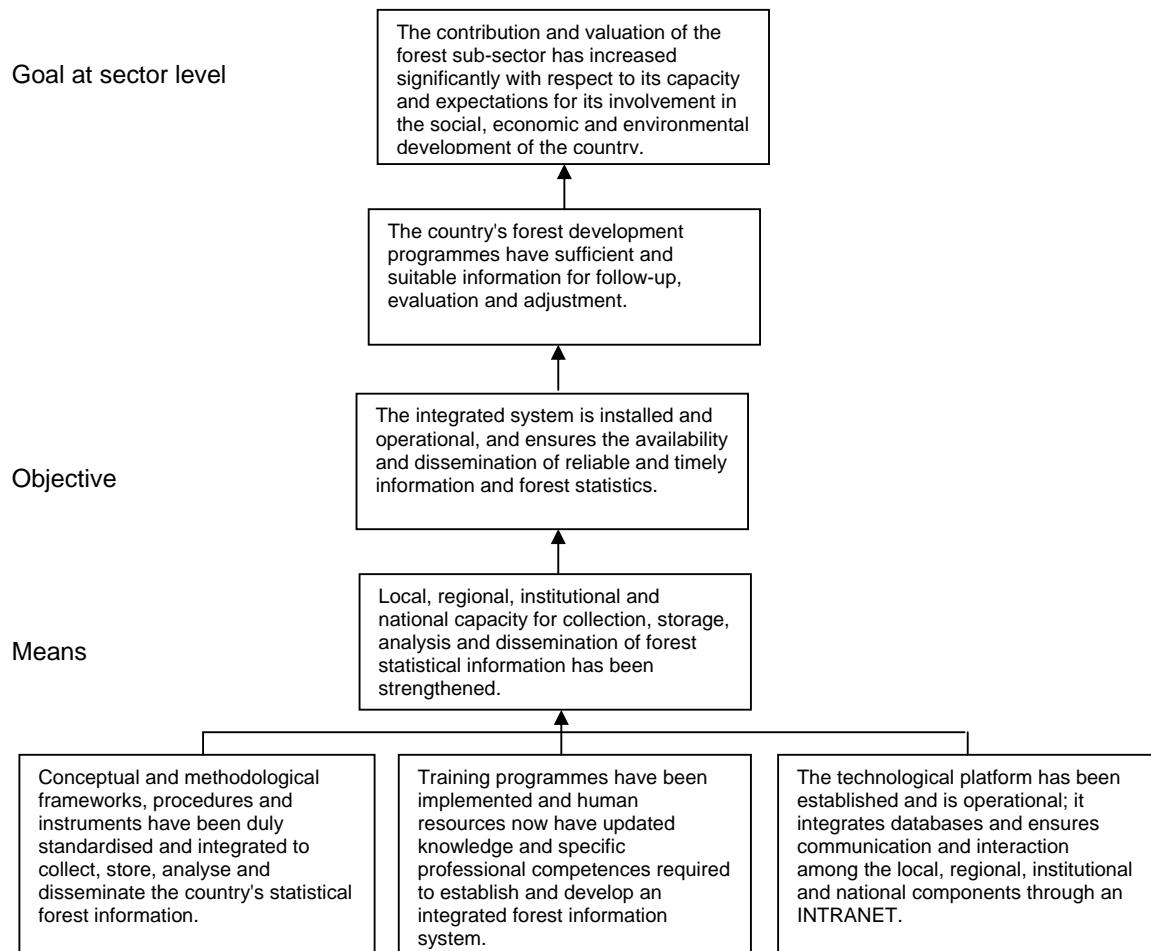 Goal at sector level
The contribution and valuation of the
forest sub-sector has increased
significantly with respect to its capacity
and expectations for its involvement in
the social, economic and environmental
development of the country.
The country's forest development
programmes have sufficient and
suitable information for follow-up,
evaluation and adjustment.
Objective
The integrated system is installed and
operational, and ensures the availability
and dissemination of reliable and timely
information and forest statistics.
Means
Local, regional, institutional and
national capacity for collection, storage,
analysis and dissemination of forest
statistical information has been
strengthened.
Conceptual and methodological
frameworks, procedures and
instruments have been duly
standardised and integrated to
collect, store, analyse and
disseminate the country's statistical
forest information.
Training programmes have been
implemented and human
resources now have updated
knowledge and specific
professional competences required
to establish and develop an
integrated forest information
system.
The technological platform has been
established and is operational; it
integrates databases and ensures
communication and interaction
among the local, regional, institutional
and national components through an
INTRANET.